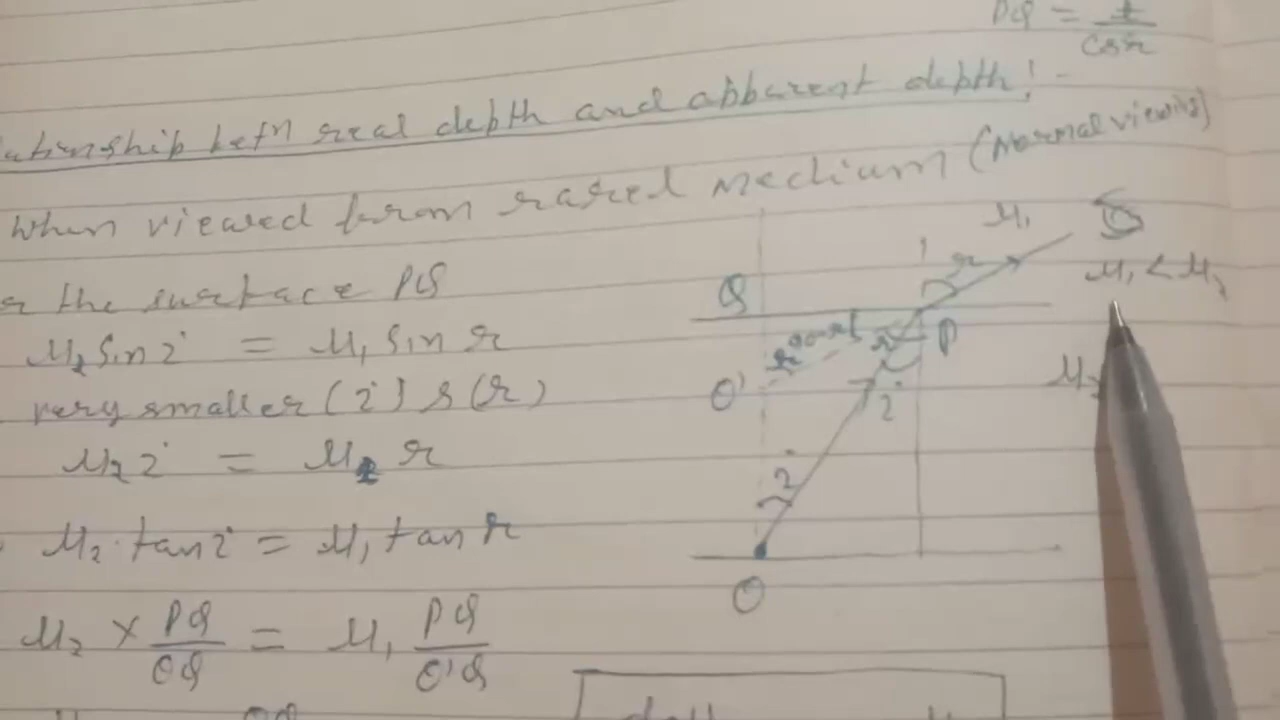 PQ = t / cos r
ationship betn real depth and apparent depth! -
When viewed from rarer medium (Normal viewing)
r the surface PQ
μ2 sin i = μ1 sin r
very smaller (i) & (r)
μ2 i = μ1 r
μ2 tan i = μ1 tan r
μ2 × PQ/OQ = μ1 PQ/O'Q
μ1
r
μ1 < μ2
Q
P
r
r
O'
i
μ2
i
O